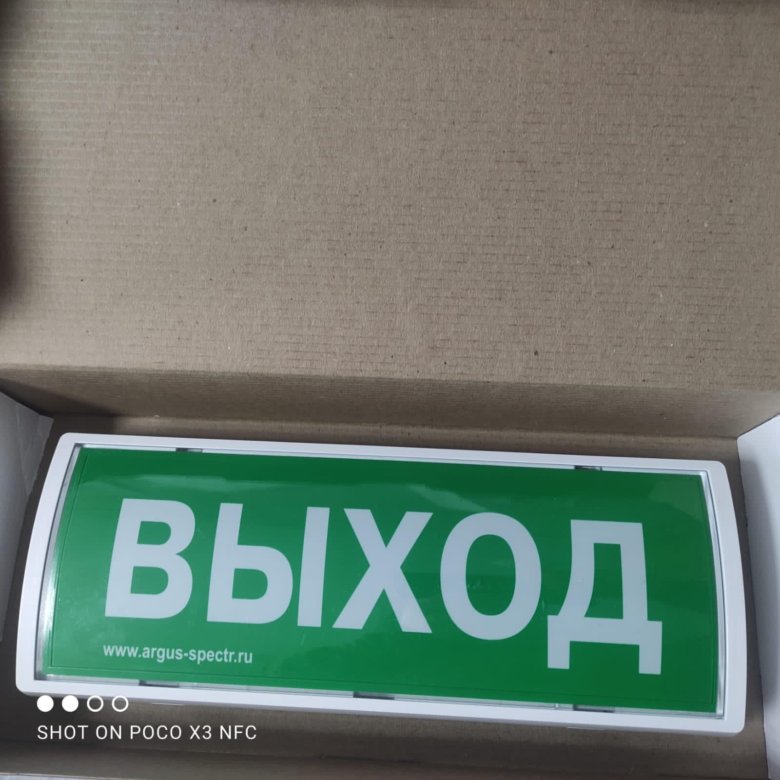 ВЫХОД
www.argus-spectr.ru
SHOT ON POCO X3 NFC